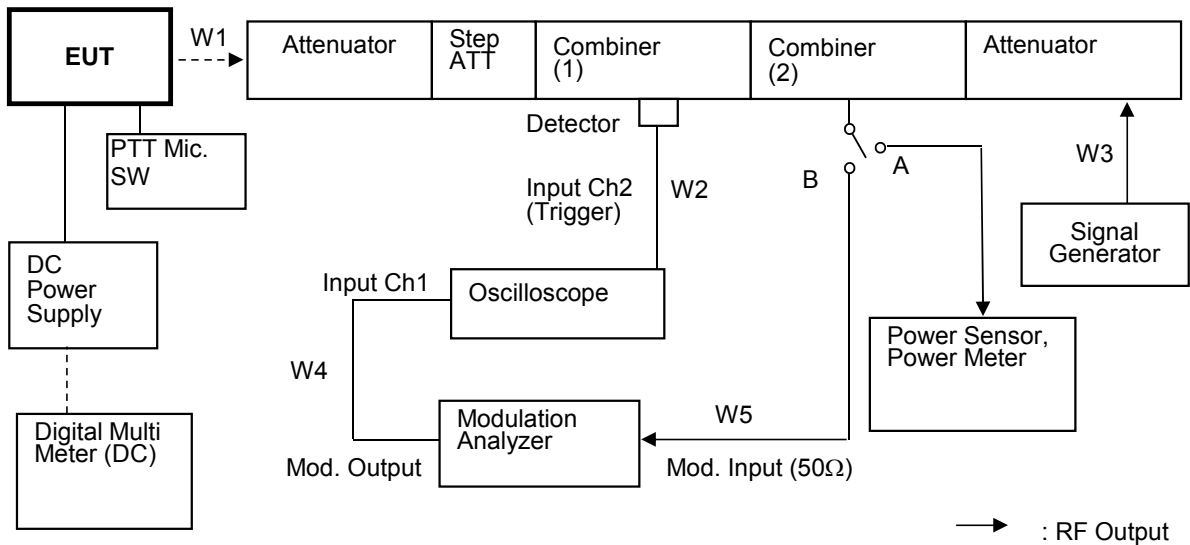 EUT
W1
Attenuator
Step
ATT
Combiner
(1)
Combiner
(2)
Attenuator
PTT Mic.
SW
Detector
Input Ch2
(Trigger)
W2
B
A
W3
Signal
Generator
DC
Power
Supply
Input Ch1
Oscilloscope
Power Sensor,
Power Meter
W4
W5
Digital Multi
Meter (DC)
Modulation
Analyzer
Mod. Output
Mod. Input (50Ω)
: RF Output